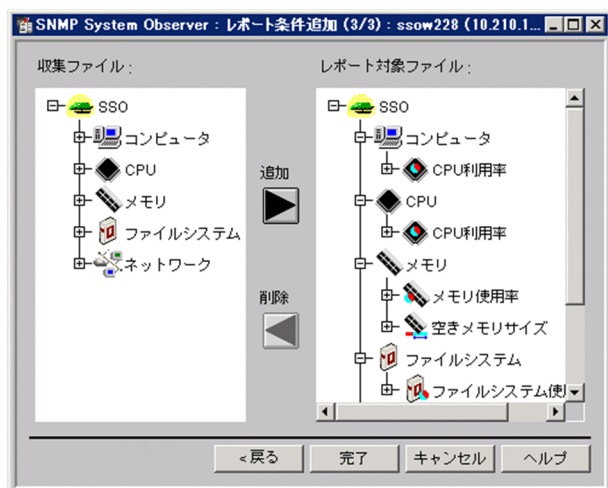 SNMP System Observer : レポート条件追加 (3/3) : ssow228 (10.210.1...
収集ファイル :
SSO
コンピュータ
CPU
メモリ
ファイルシステム
ネットワーク
追加
削除
レポート対象ファイル :
SSO
コンピュータ
CPU利用率
CPU
CPU利用率
メモリ
メモリ使用率
空きメモリサイズ
ファイルシステム
ファイルシステム使
«戻る
完了
キャンセル
ヘルプ